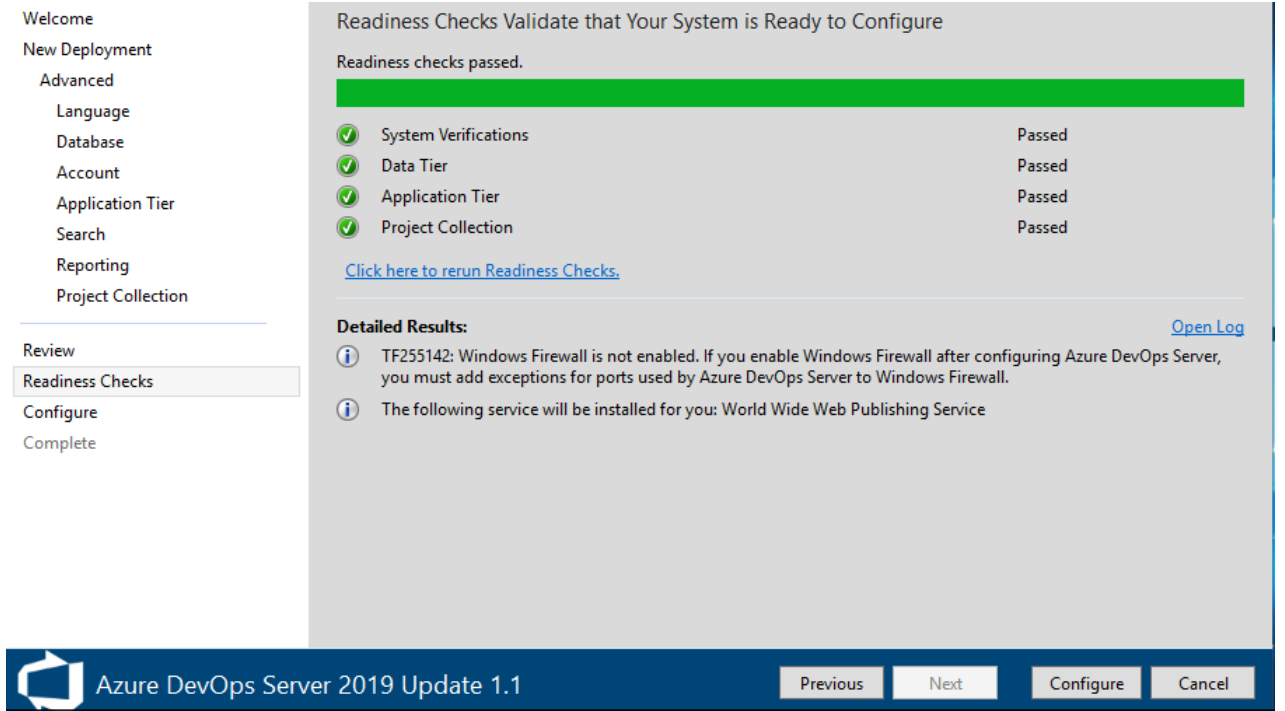 Welcome
New Deployment
Advanced
Language
Database
Account
Application Tier
Search
Reporting
Project Collection
Review
Readiness Checks
Configure
Complete
Readiness Checks Validate that Your System is Ready to Configure
Readiness checks passed.
System Verifications Passed
Data Tier Passed
Application Tier Passed
Project Collection Passed
Click here to rerun Readiness Checks.
Detailed Results: Open Log
TF255142: Windows Firewall is not enabled. If you enable Windows Firewall after configuring Azure DevOps Server,
you must add exceptions for ports used by Azure DevOps Server to Windows Firewall.
The following service will be installed for you: World Wide Web Publishing Service
Azure DevOps Server 2019 Update 1.1
Previous Next Configure Cancel